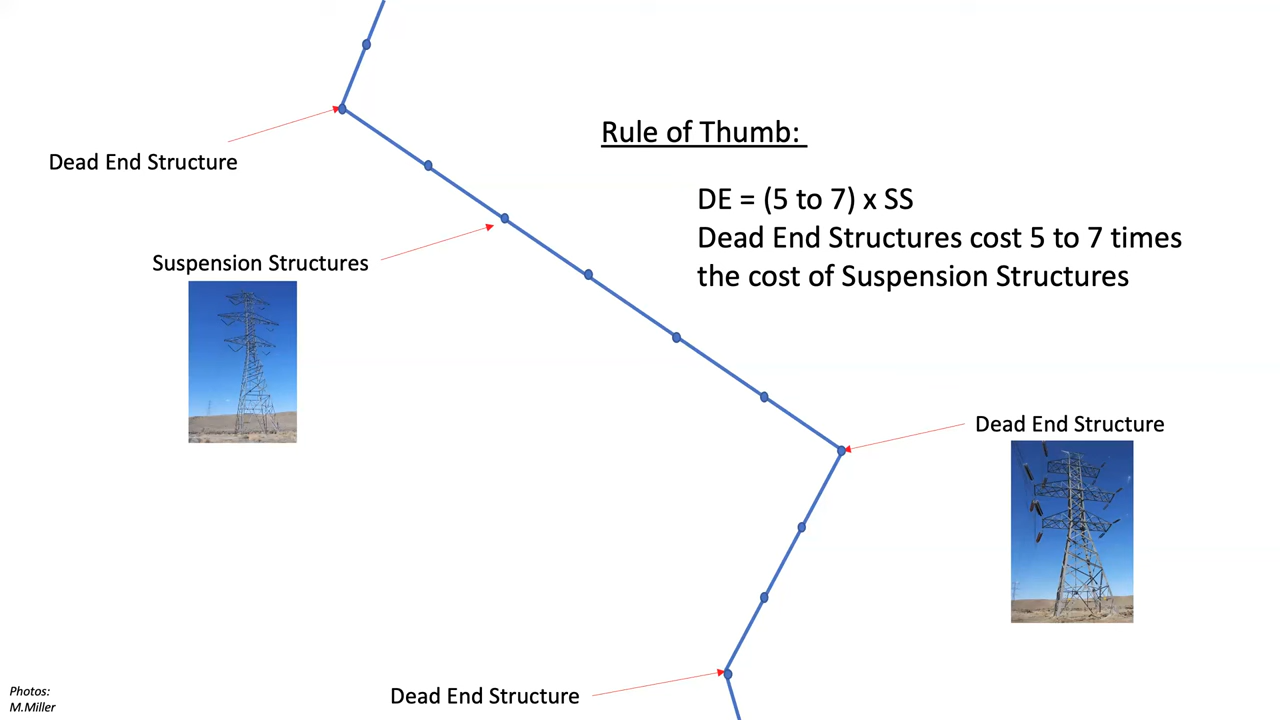 Rule of Thumb:
Dead End Structure
DE = (5 to 7) x SS
Dead End Structures cost 5 to 7 times
the cost of Suspension Structures
Suspension Structures
Dead End Structure
Dead End Structure
Photos:
M.Miller